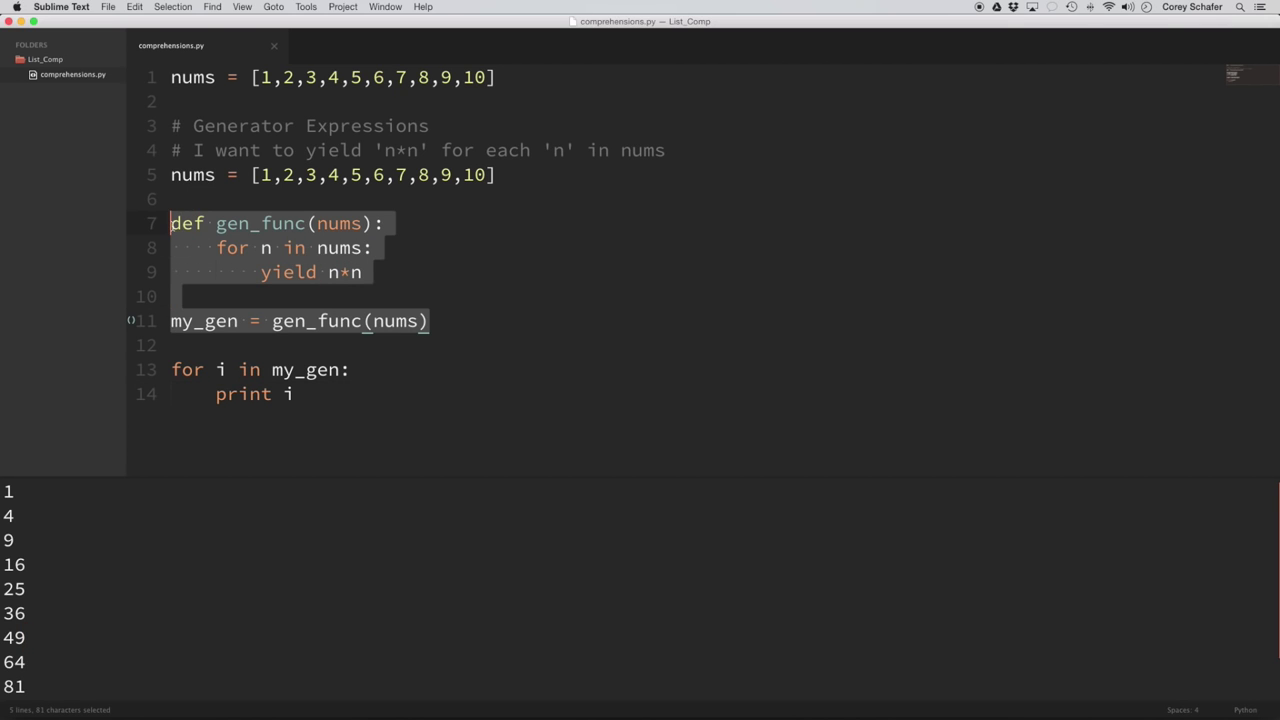 Sublime Text File Edit Selection Find View Goto Tools Project Window Help Corey Schafer
comprehensions.py — List_Comp
FOLDERS
List_Comp
comprehensions.py
comprehensions.py
1 nums = [1,2,3,4,5,6,7,8,9,10]
2
3 # Generator Expressions
4 # I want to yield 'n*n' for each 'n' in nums
5 nums = [1,2,3,4,5,6,7,8,9,10]
6
7 def gen_func(nums):
8 for n in nums:
9 yield n*n
10
11 my_gen = gen_func(nums)
12
13 for i in my_gen:
14 print i
1
4
9
16
25
36
49
64
81
5 lines, 81 characters selected Spaces: 4 Python